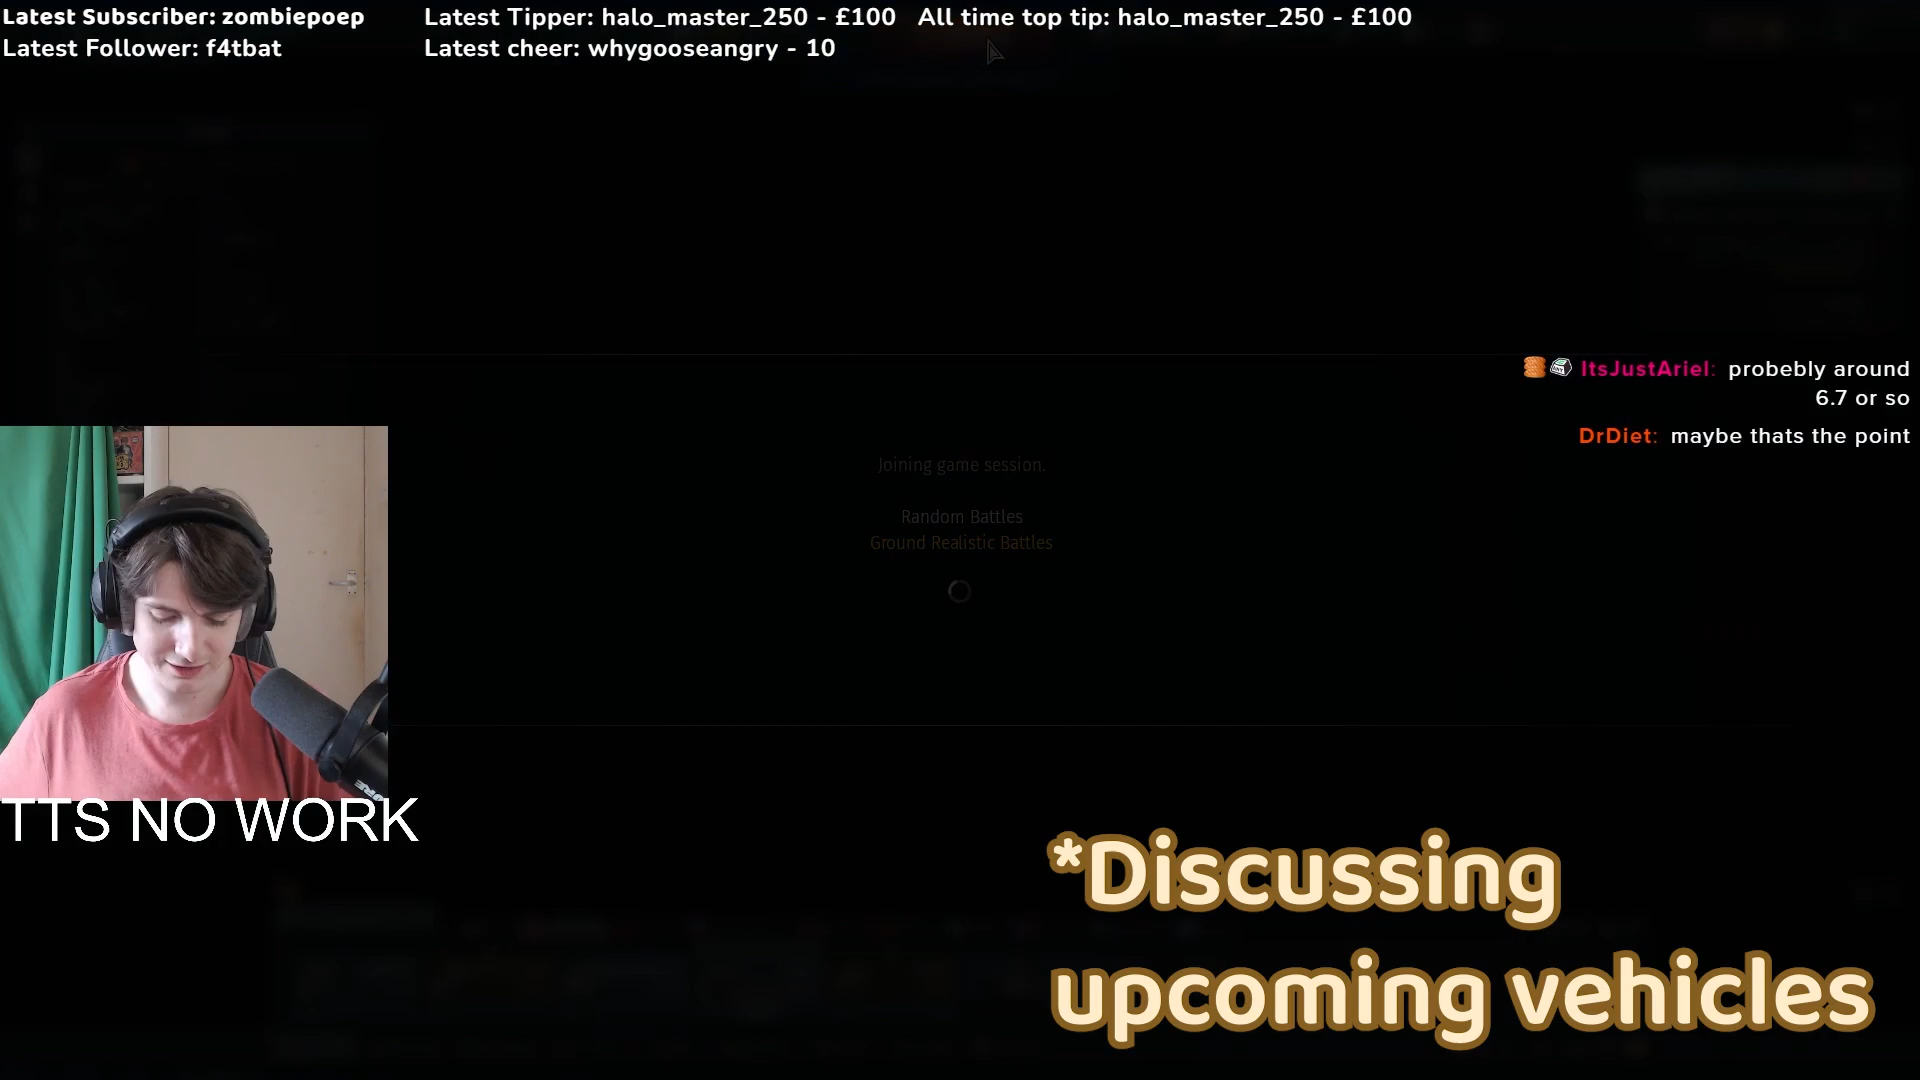 Latest Subscriber: zombiepoep
Latest Follower: f4tbat
Latest Tipper: halo_master_250 - £100
All time top tip: halo_master_250 - £100
Latest cheer: whygooseangry - 10
ItsJustAriel: probebly around
6.7 or so
DrDiet: maybe thats the point
Joining game session.
Random Battles
Ground Realistic Battles
TTS NO WORK
*Discussing
upcoming vehicles